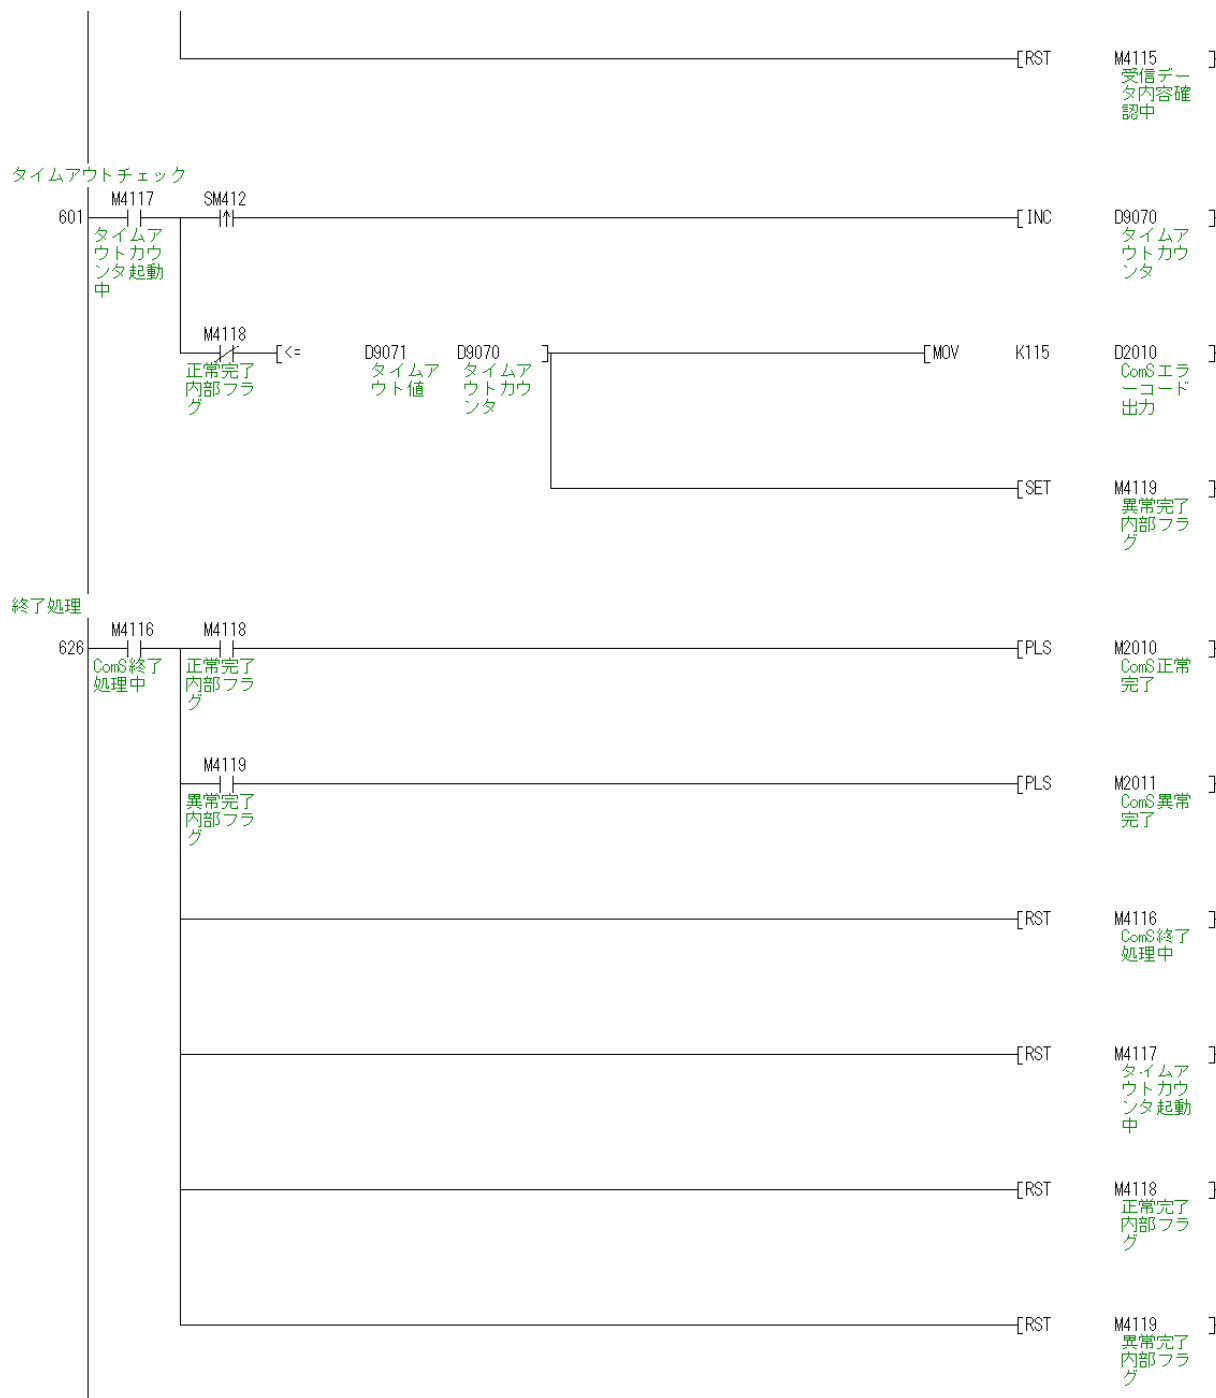 [RST M4115 ]
受信デー
タ内容確
認中
タイムアウトチェック
M4117 SM412
601 [INC D9070 ]
タイムア
ウトカウ
ンタ起動
中
タイムア
ウトカウ
ンタ
M4118
[<= D9071 D9070 ] [MOV K115 D2010 ]
正常完了
内部フラ
グ
タイムア
ウト値
タイムア
ウトカウ
ンタ
ComSエラ
ーコード
出力
[SET M4119 ]
異常完了
内部フラ
グ
終了処理
M4116 M4118
626 [PLS M2010 ]
ComS終了
処理中
正常完了
内部フラ
グ
ComS正常
完了
M4119
[PLS M2011 ]
異常完了
内部フラ
グ
ComS異常
完了
[RST M4116 ]
ComS終了
処理中
[RST M4117 ]
タイムア
ウトカウ
ンタ起動
中
[RST M4118 ]
正常完了
内部フラ
グ
[RST M4119 ]
異常完了
内部フラ
グ